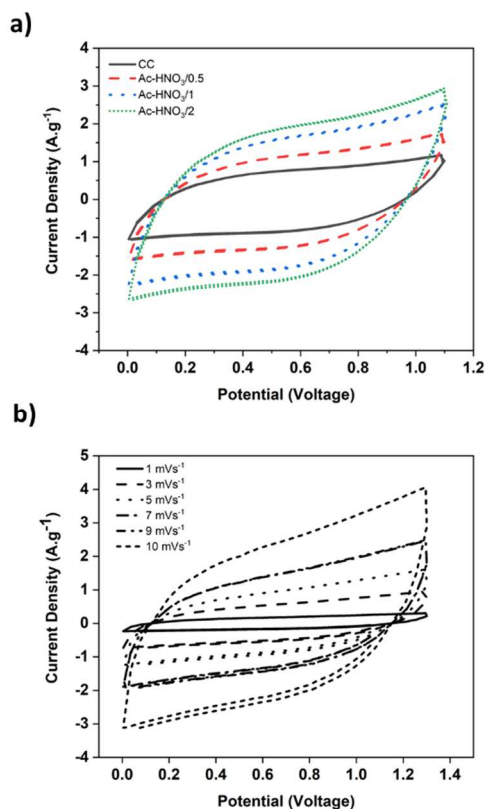 a)
CC
Ac-HNO₃/0.5
Ac-HNO₃/1
Ac-HNO₃/2
4
3
2
1
0
-1
-2
-3
-4
Current Density (A.g⁻¹)
0.0 0.2 0.4 0.6 0.8 1.0 1.2
Potential (Voltage)
b)
1 mVs⁻¹
3 mVs⁻¹
5 mVs⁻¹
7 mVs⁻¹
9 mVs⁻¹
10 mVs⁻¹
5
4
3
2
1
0
-1
-2
-3
-4
Current Density (A.g⁻¹)
0.0 0.2 0.4 0.6 0.8 1.0 1.2 1.4
Potential (Voltage)